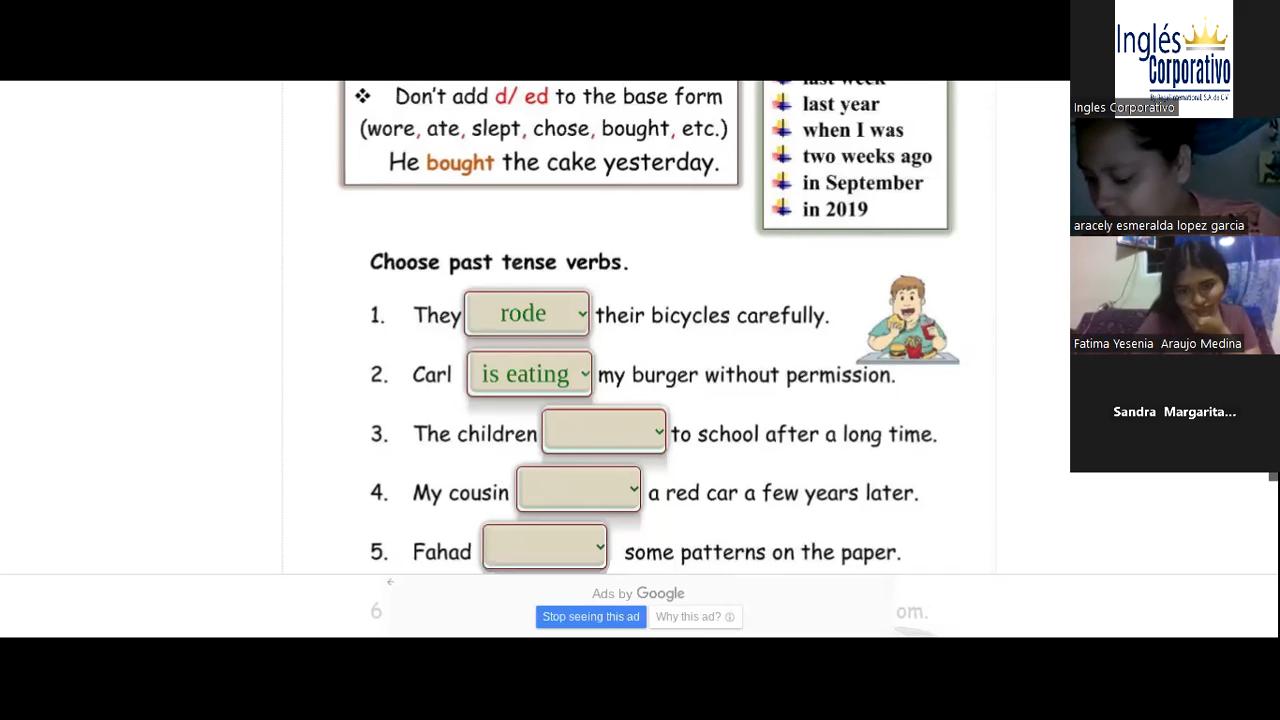 last week
❖ Don't add d/ ed to the base form
(wore, ate, slept, chose, bought, etc.)
He bought the cake yesterday.
last year
when I was
two weeks ago
in September
in 2019
Choose past tense verbs.
1. They rode their bicycles carefully.
2. Carl is eating my burger without permission.
3. The children to school after a long time.
4. My cousin a red car a few years later.
5. Fahad some patterns on the paper.
6 om.
Ads by Google
Stop seeing this ad
Why this ad?
Inglés
Corporativo
Ingles Corporativo
aracely esmeralda lopez garcia
Fatima Yesenia Araujo Medina
Sandra Margarita...